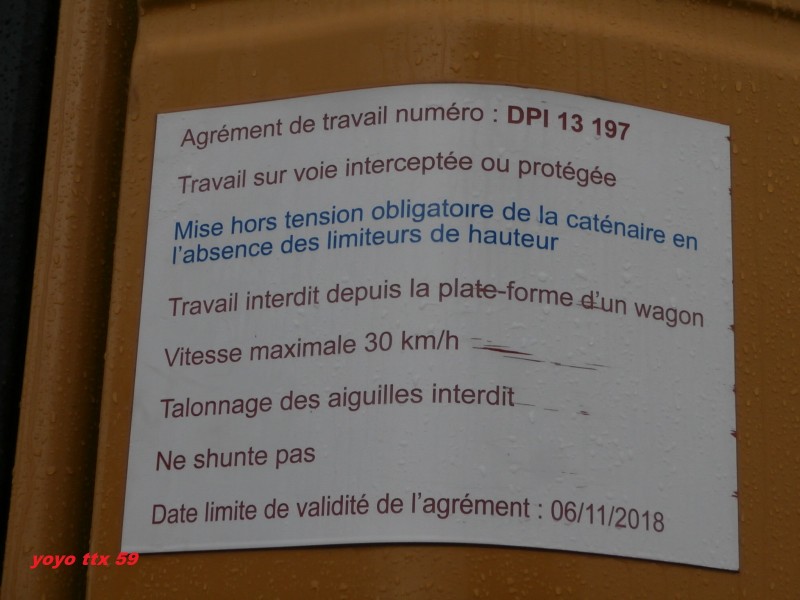 Agrément de travail numéro : DPI 13 197
Travail sur voie interceptée ou protégée
Mise hors tension obligatoire de la caténaire en
l'absence des limiteurs de hauteur
Travail interdit depuis la plate-forme d'un wagon
Vitesse maximale 30 km/h
Talonnage des aiguilles interdit
Ne shunte pas
Date limite de validité de l'agrément : 06/11/2018
yoyo ttx 59